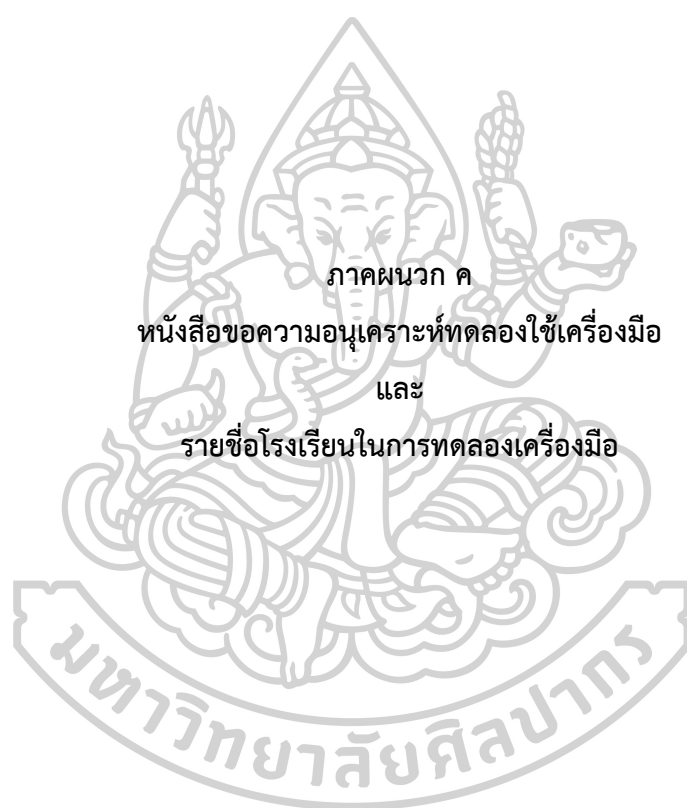 ภาคผนวก ค
หนังสือขอความอนุเคราะห์ทดลองใช้เครื่องมือ
และ
รายชื่อโรงเรียนในการทดลองเครื่องมือ
มหาวิทยาลัยศิลปากร